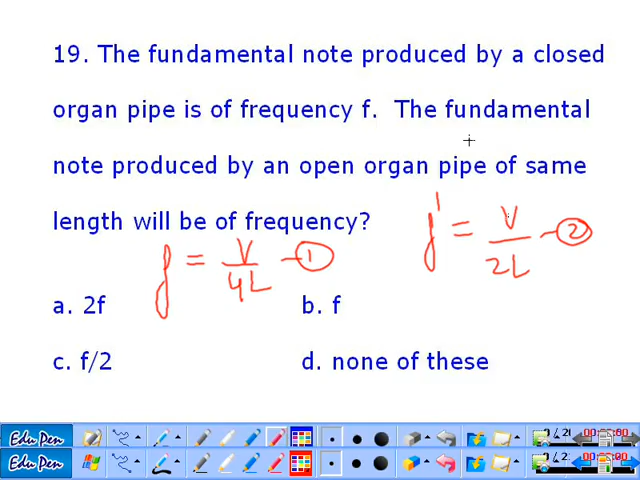 19. The fundamental note produced by a closed
organ pipe is of frequency f. The fundamental
note produced by an open organ pipe of same
length will be of frequency?
f = V/4L - 1
f' = V/2L - 2
a. 2f
b. f
c. f/2
d. none of these
Edu Pen
Edu Pen